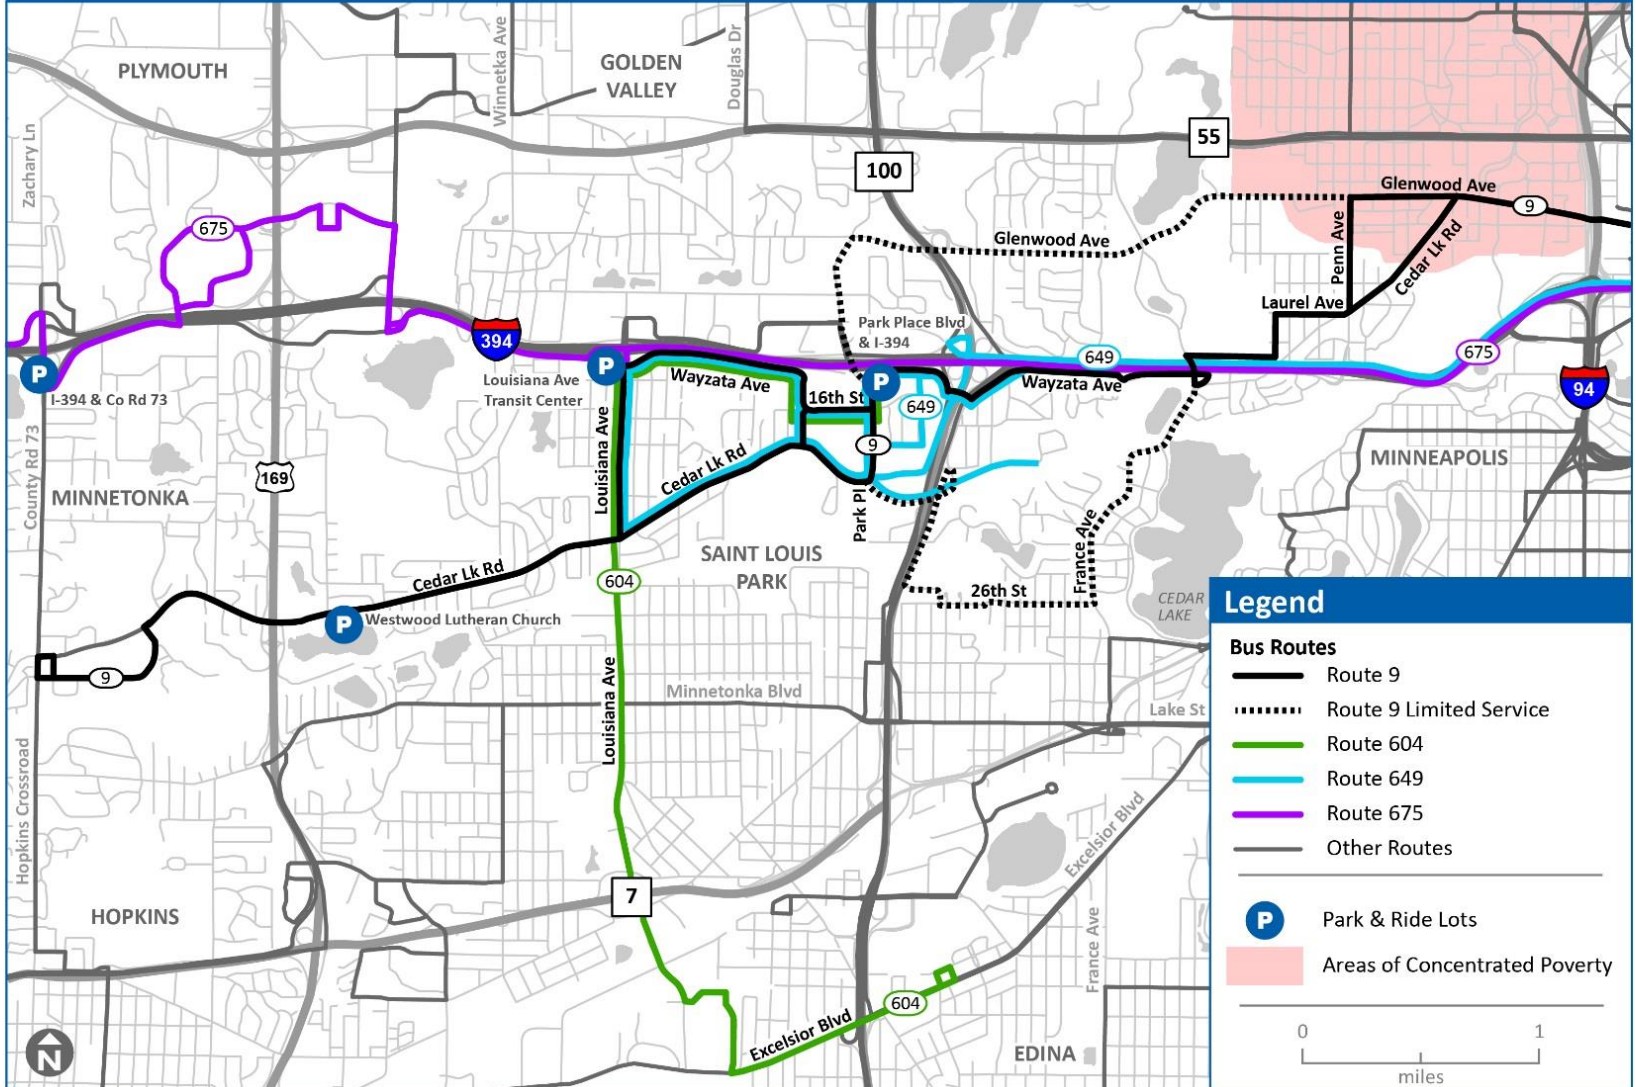 PLYMOUTH
Winnetka Ave
GOLDEN
VALLEY
Douglas Dr
55
100
Zachary Ln
675
Glenwood Ave
9
Glenwood Ave
Penn Ave
Cedar Lk Rd
Laurel Ave
394
Park Place Blvd
& I-394
649
675
P
I-394 & Co Rd 73
P
Louisiana Ave
Transit Center
Wayzata Ave
P
16th St
649
Wayzata Ave
94
County Rd 73
MINNETONKA
169
Louisiana Ave
Cedar Lk Rd
9
Park Pl
MINNEAPOLIS
SAINT LOUIS
PARK
France Ave
26th St
CEDAR
LAKE
Cedar Lk Rd
604
P
Westwood Lutheran Church
9
Louisiana Ave
Minnetonka Blvd
Lake St
Hopkins Crossroad
Excelsior Blvd
7
HOPKINS
France Ave
604
Excelsior Blvd
EDINA
N
Legend
Bus Routes
Route 9
Route 9 Limited Service
Route 604
Route 649
Route 675
Other Routes
P
Park & Ride Lots
Areas of Concentrated Poverty
0 1
miles